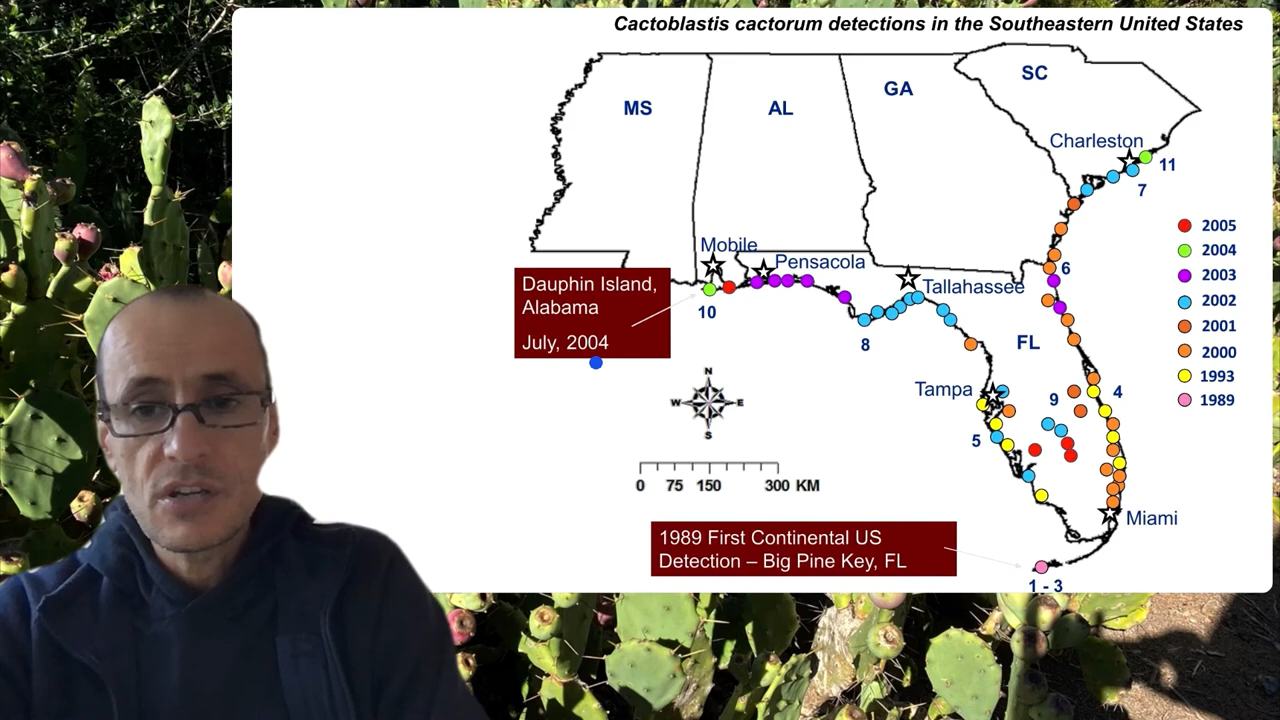 Cactoblastis cactorum detections in the Southeastern United States
MS
AL
GA
SC
Charleston
11
7
Mobile
Pensacola
Tallahassee
6
Dauphin Island,
Alabama
July, 2004
10
8
FL
Tampa
9
4
5
N
W
E
S
0 75 150 300 KM
Miami
1989 First Continental US
Detection – Big Pine Key, FL
1 - 3
2005
2004
2003
2002
2001
2000
1993
1989